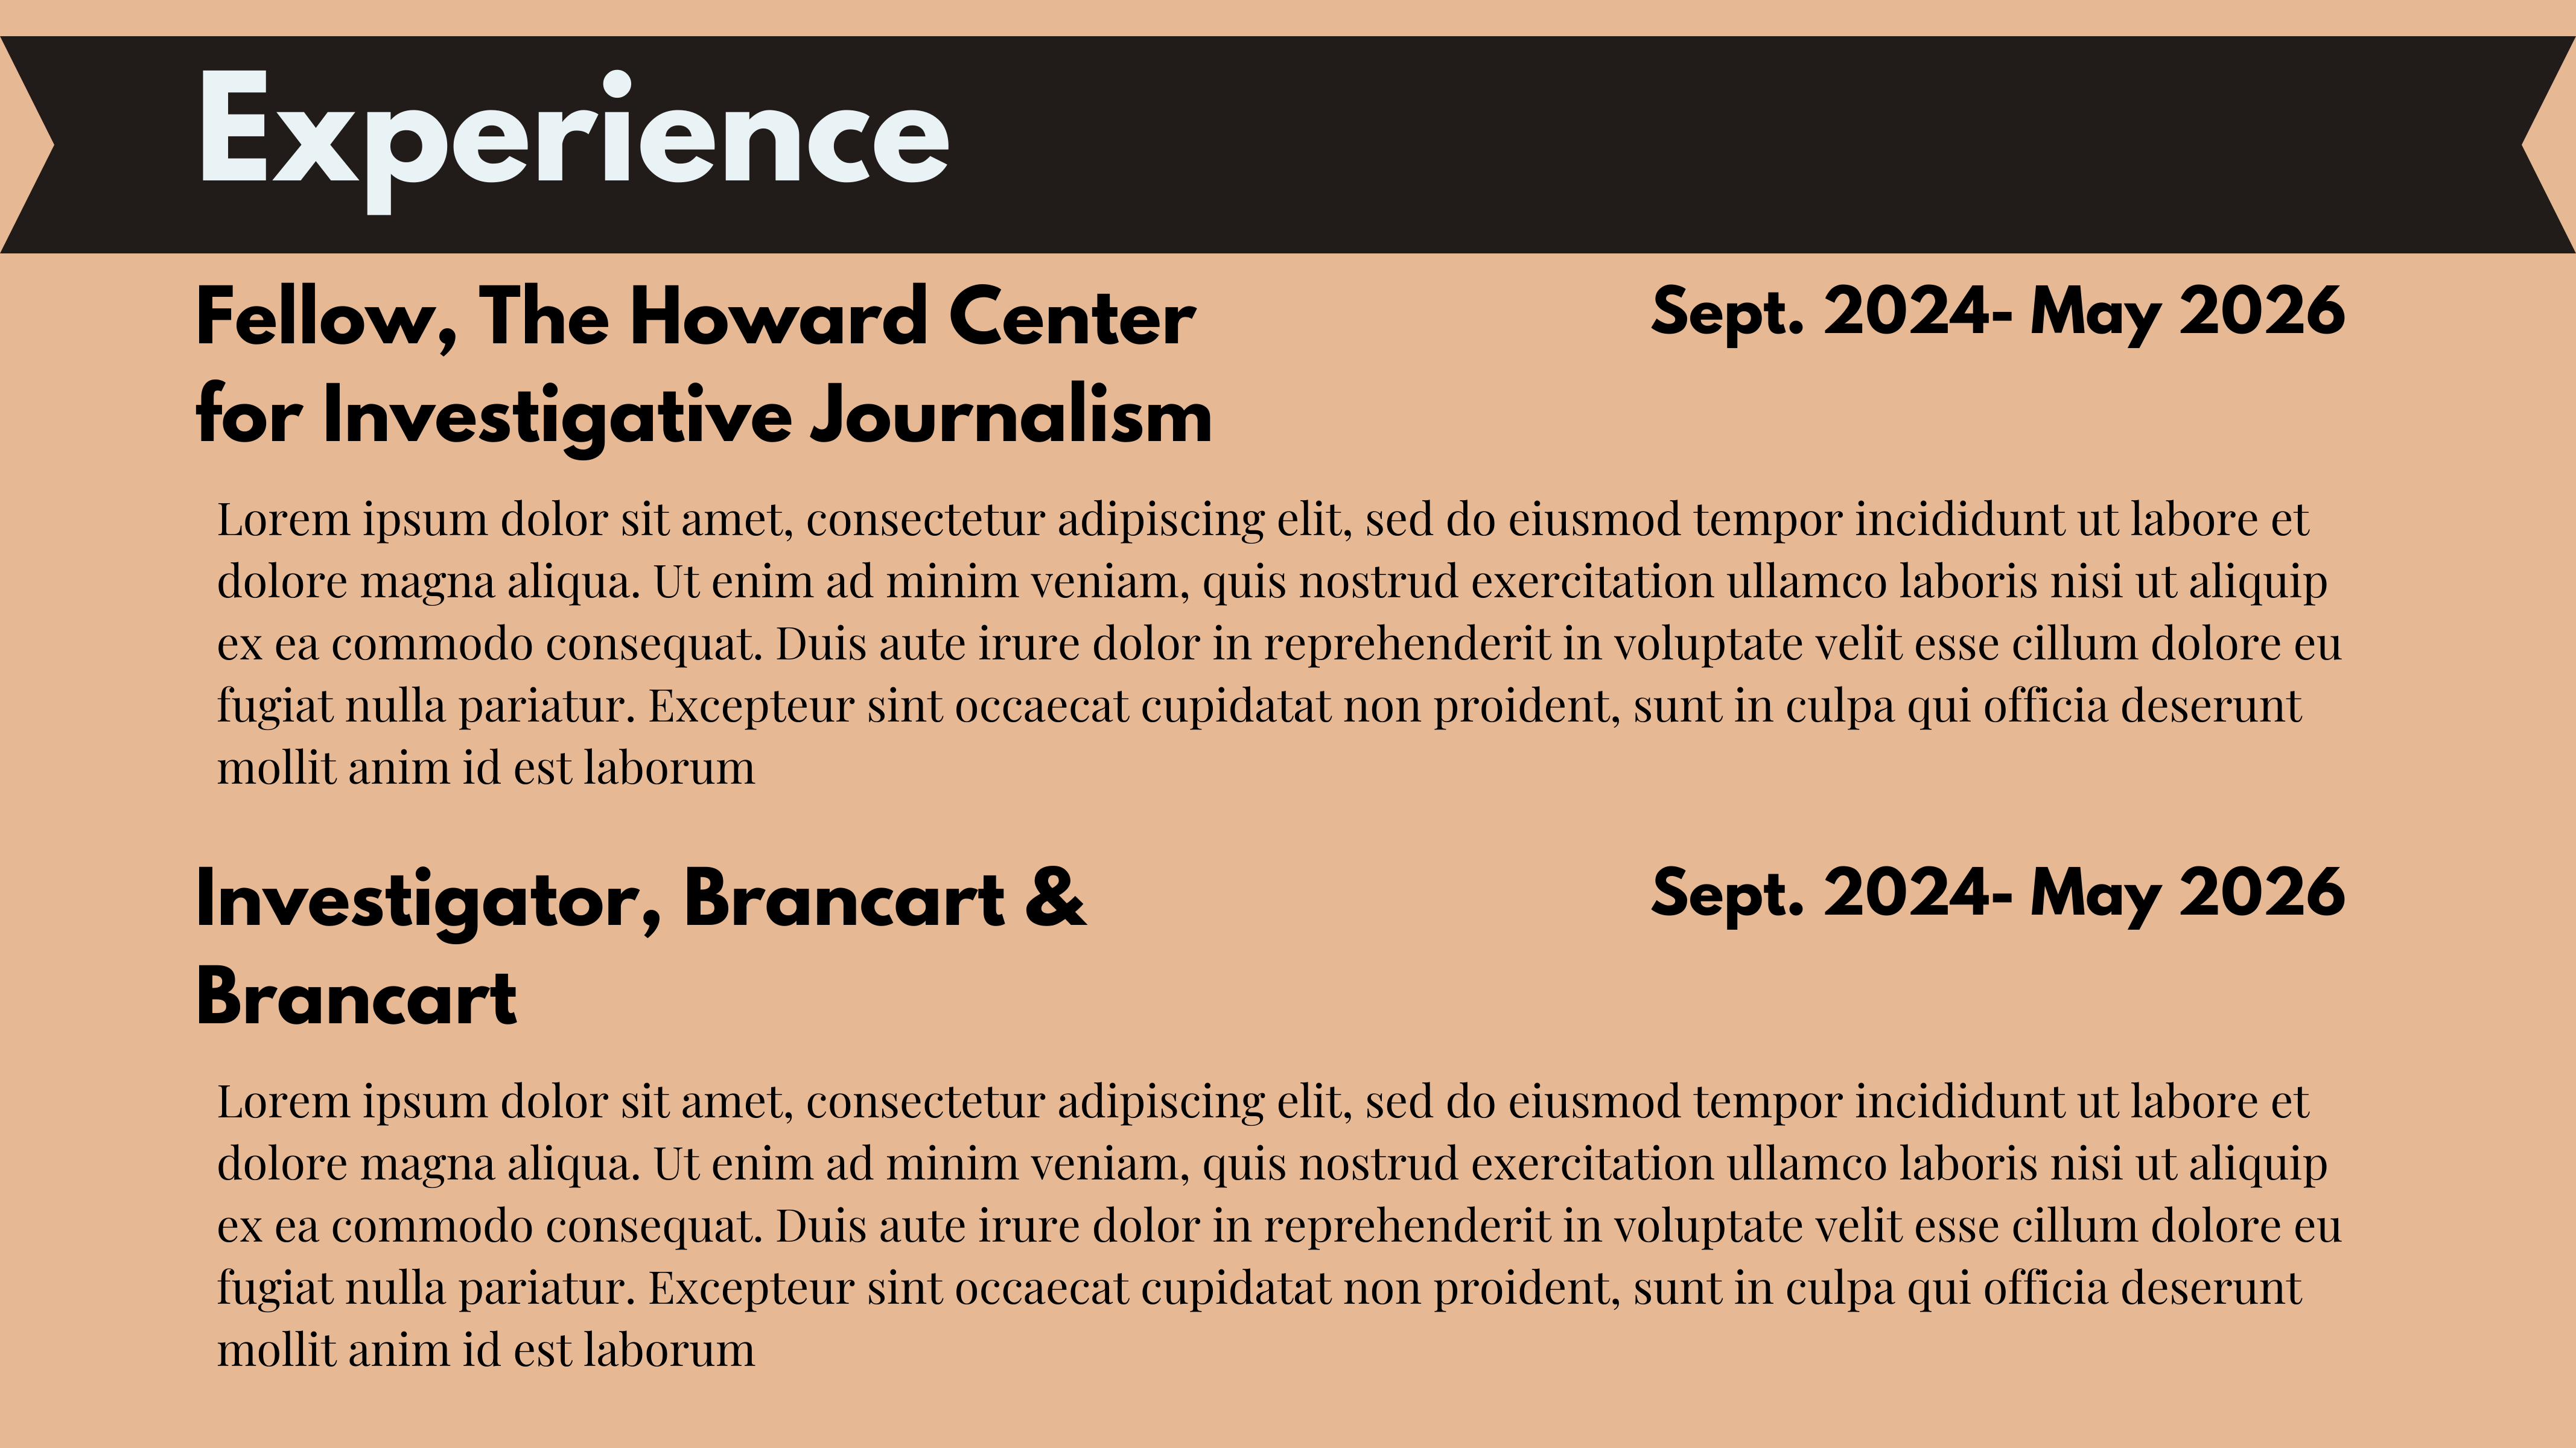 Experience
Fellow, The Howard Center
for Investigative Journalism
Sept. 2024- May 2026
Lorem ipsum dolor sit amet, consectetur adipiscing elit, sed do eiusmod tempor incididunt ut labore et
dolore magna aliqua. Ut enim ad minim veniam, quis nostrud exercitation ullamco laboris nisi ut aliquip
ex ea commodo consequat. Duis aute irure dolor in reprehenderit in voluptate velit esse cillum dolore eu
fugiat nulla pariatur. Excepteur sint occaecat cupidatat non proident, sunt in culpa qui officia deserunt
mollit anim id est laborum
Investigator, Brancart &
Brancart
Sept. 2024- May 2026
Lorem ipsum dolor sit amet, consectetur adipiscing elit, sed do eiusmod tempor incididunt ut labore et
dolore magna aliqua. Ut enim ad minim veniam, quis nostrud exercitation ullamco laboris nisi ut aliquip
ex ea commodo consequat. Duis aute irure dolor in reprehenderit in voluptate velit esse cillum dolore eu
fugiat nulla pariatur. Excepteur sint occaecat cupidatat non proident, sunt in culpa qui officia deserunt
mollit anim id est laborum